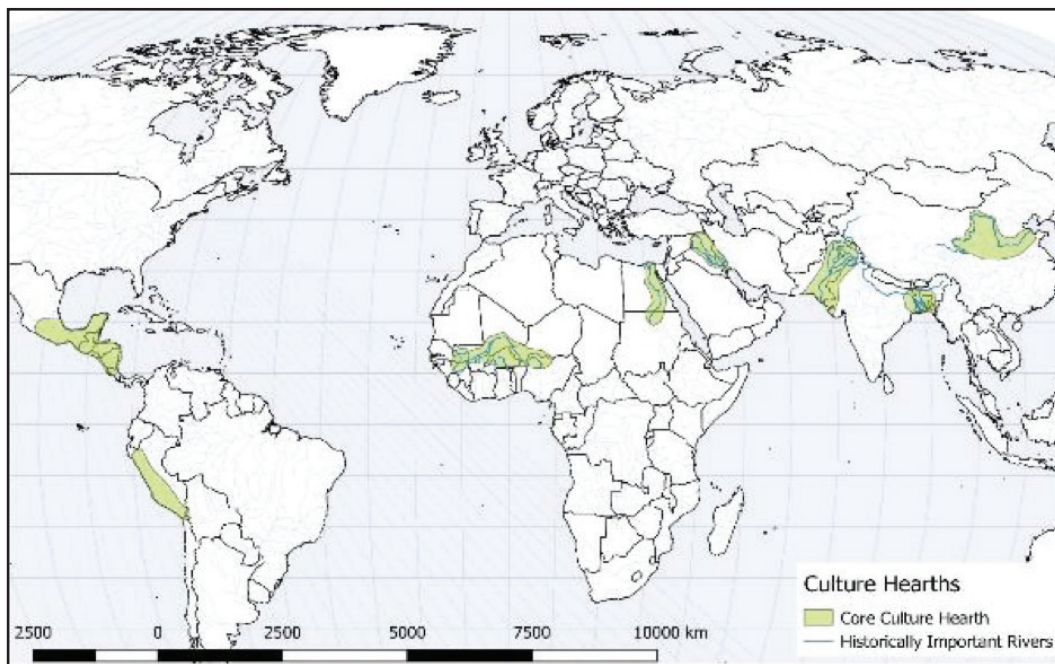 Culture Hearths
Core Culture Hearth
Historically Important Rivers
2500 0 2500 5000 7500 10000 km